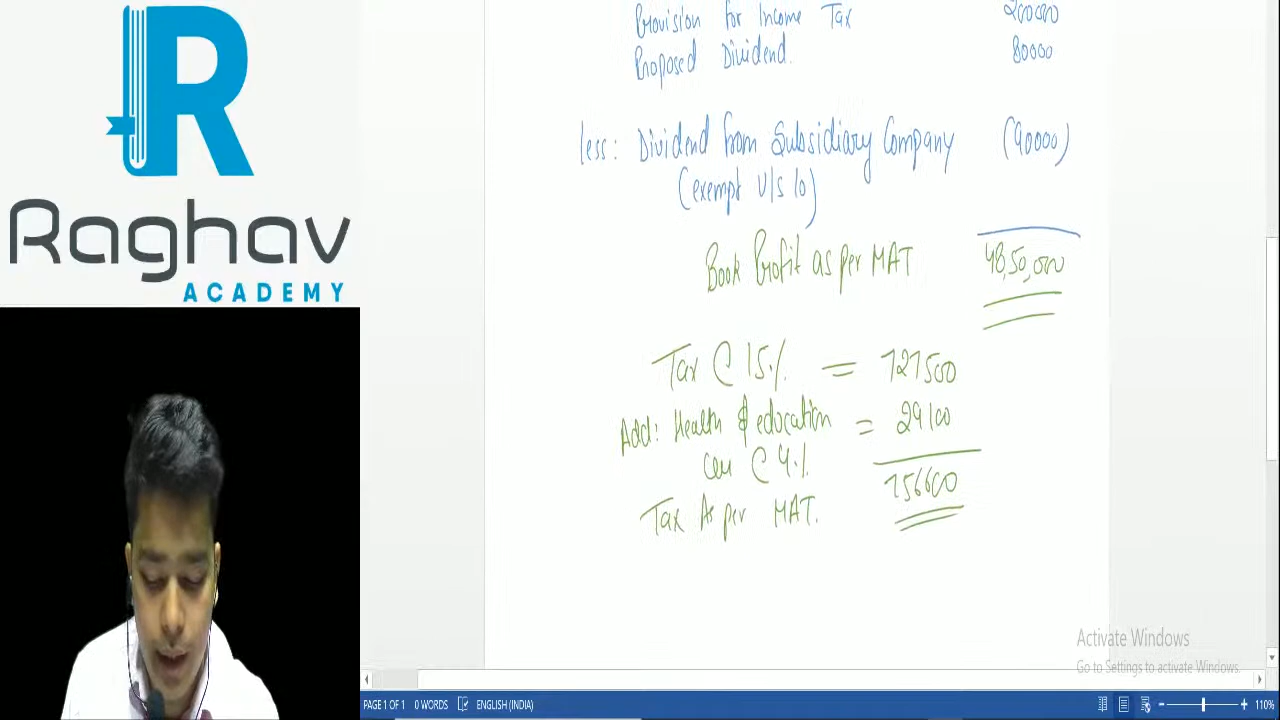 R
Raghav
ACADEMY
Provision for Income Tax 200000
Proposed Dividend. 80000
less: Dividend from Subsidiary Company (90000)
(exempt U/s 10)
Book Profit as per MAT 48,50,000
Tax @ 15% = 727500
Add: Health & education = 29100
cess @ 4%
756600
Tax As per MAT.
Activate Windows
Go to Settings to activate Windows.
PAGE 1 OF 1 0 WORDS ENGLISH (INDIA) 110%